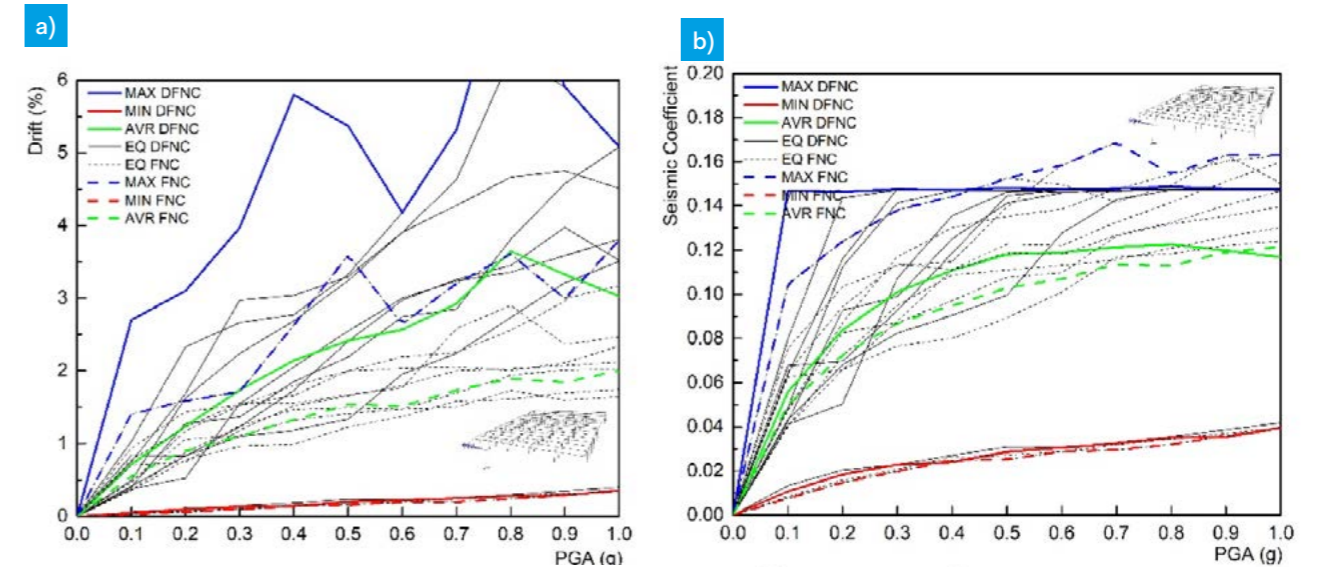 a)
Drift (%)
6
5
4
3
2
1
0
MAX DFNC
MIN DFNC
AVR DFNC
EQ DFNC
EQ FNC
MAX FNC
MIN FNC
AVR FNC
0.0 0.1 0.2 0.3 0.4 0.5 0.6 0.7 0.8 0.9 1.0
PGA (g)
b)
Seismic Coefficient
0.20
0.18
0.16
0.14
0.12
0.10
0.08
0.06
0.04
0.02
0.00
MAX DFNC
MIN DFNC
AVR DFNC
EQ DFNC
EQ FNC
MAX FNC
MIN FNC
AVR FNC
0.0 0.1 0.2 0.3 0.4 0.5 0.6 0.7 0.8 0.9 1.0
PGA (g)